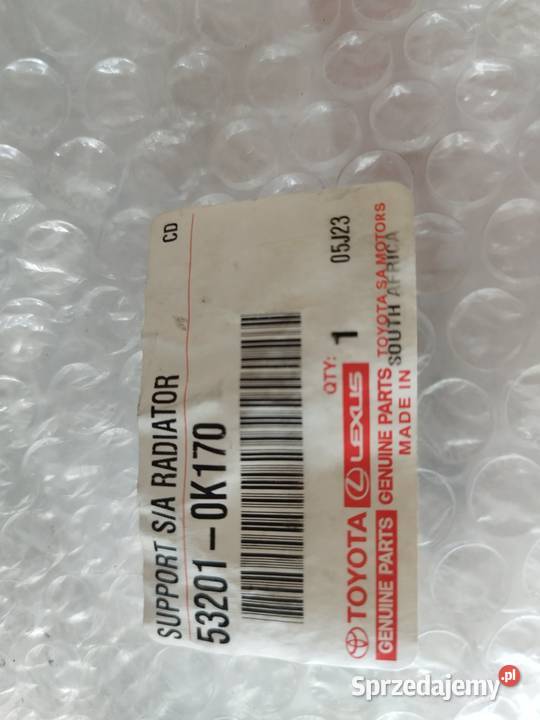 CD
SUPPORT S/A RADIATOR
53201-0K170
05J23
QTY: 1
TOYOTA LEXUS
GENUINE PARTS GENUINE PARTS TOYOTA SA MOTORS
MADE IN SOUTH AFRICA
Sprzedajemy.pl